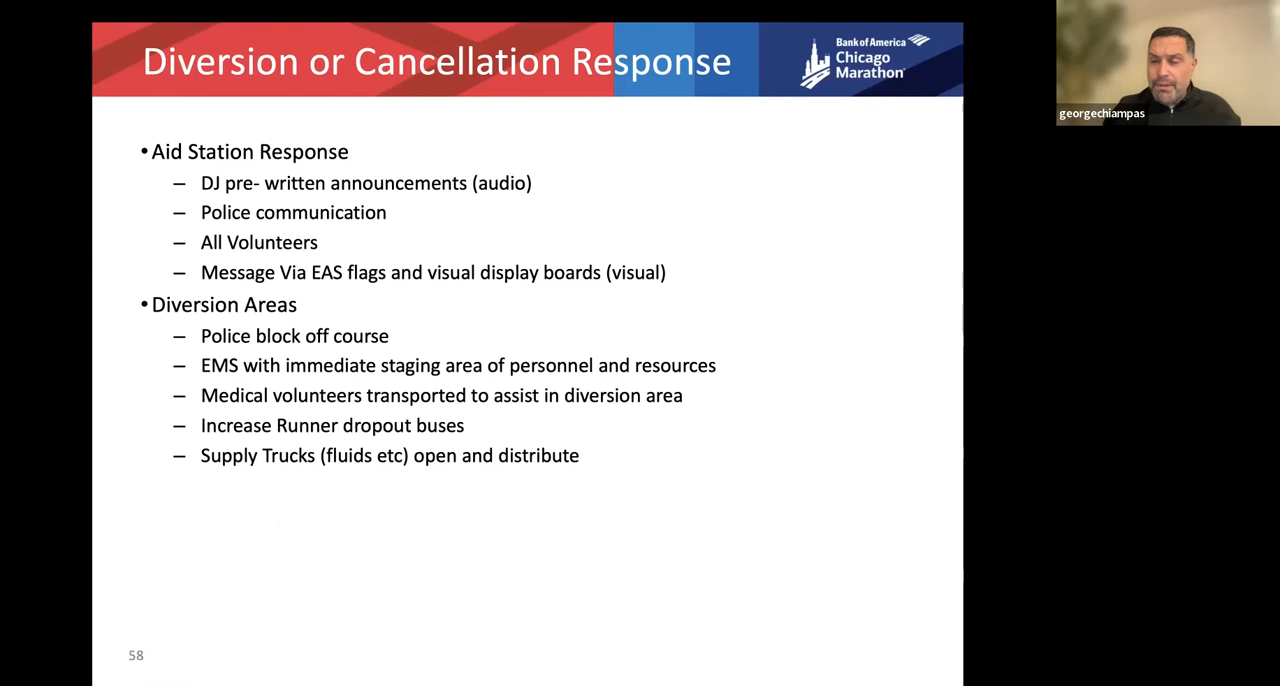 Diversion or Cancellation Response
Bank of America
Chicago
Marathon®
georgechiampas
• Aid Station Response
– DJ pre- written announcements (audio)
– Police communication
– All Volunteers
– Message Via EAS flags and visual display boards (visual)
• Diversion Areas
– Police block off course
– EMS with immediate staging area of personnel and resources
– Medical volunteers transported to assist in diversion area
– Increase Runner dropout buses
– Supply Trucks (fluids etc) open and distribute
58